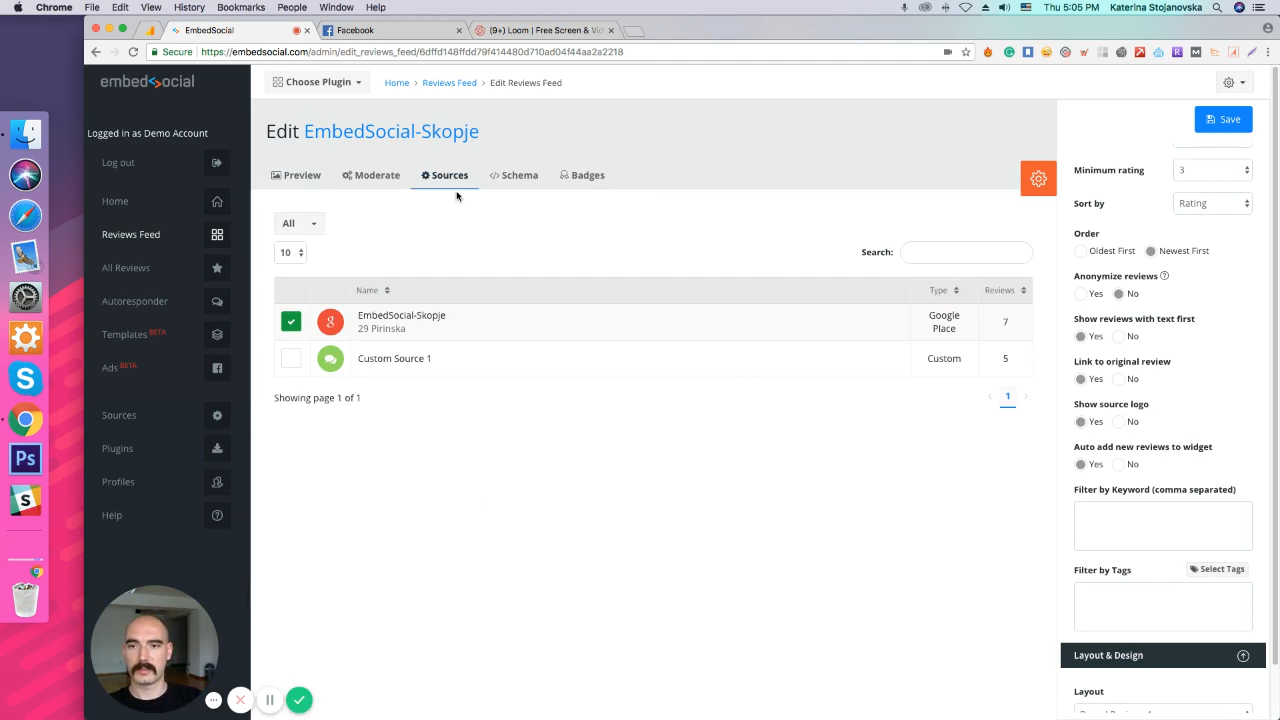 Chrome File Edit View History Bookmarks People Window Help
Thu 5:05 PM Katerina Stojanovska
EmbedSocial
Facebook
(9+) Loom | Free Screen & Vid
Secure | https://embedsocial.com/admin/edit_reviews_feed/6dffd148ffdd79f414480d710ad04f44aa2a2218
embedsocial
Choose Plugin
Home > Reviews Feed > Edit Reviews Feed
Logged in as Demo Account
Log out
Home
Reviews Feed
All Reviews
Autoresponder
Templates BETA
Ads BETA
Sources
Plugins
Profiles
Help
Edit EmbedSocial-Skopje
Preview
Moderate
Sources
Schema
Badges
All
10
Search:
Name Type Reviews
EmbedSocial-Skopje
29 Pirinska
Google
Place
7
Custom Source 1 Custom 5
Showing page 1 of 1
1
Save
Minimum rating 3
Sort by Rating
Order
Oldest First Newest First
Anonymize reviews ?
Yes No
Show reviews with text first
Yes No
Link to original review
Yes No
Show source logo
Yes No
Auto add new reviews to widget
Yes No
Filter by Keyword (comma separated)
Filter by Tags Select Tags
Layout & Design
Layout
Ps